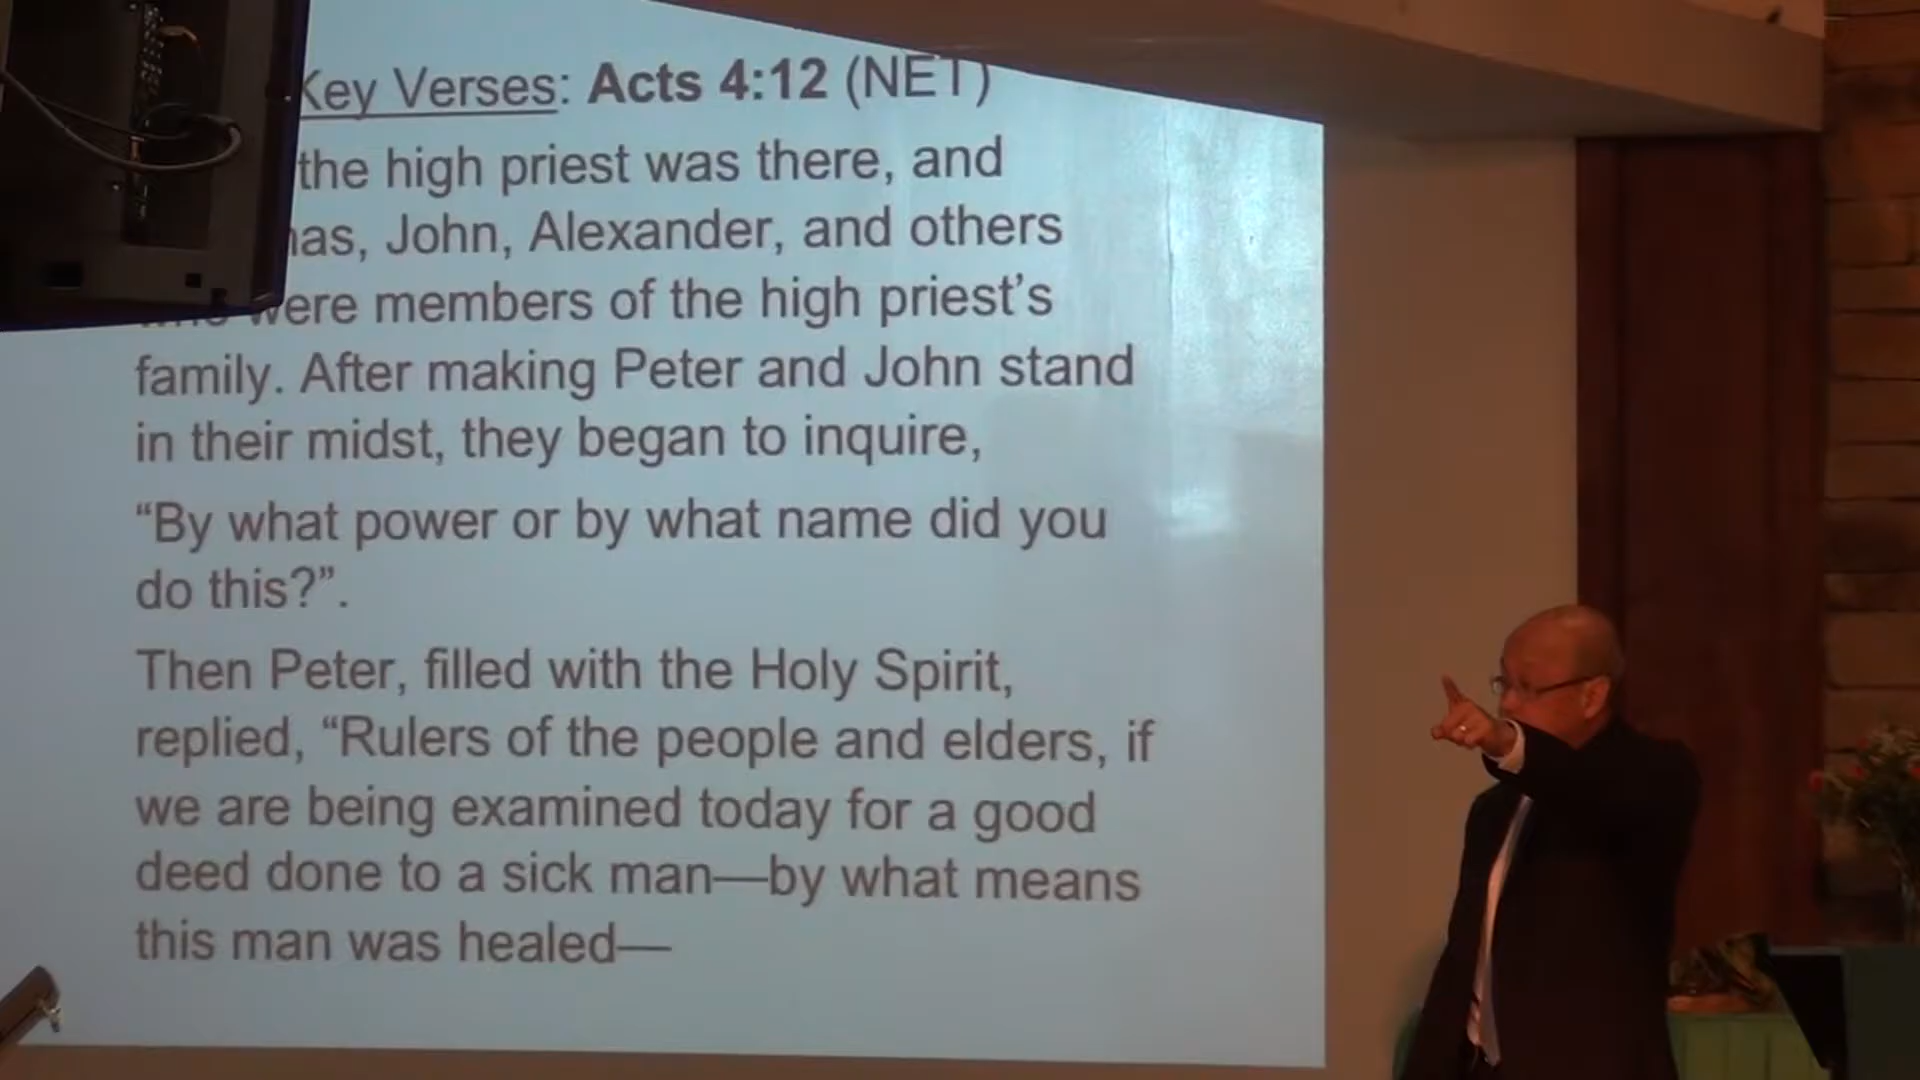 Key Verses: Acts 4:12 (NET)
the high priest was there, and
John, Alexander, and others
were members of the high priest’s
family. After making Peter and John stand
in their midst, they began to inquire,
“By what power or by what name did you
do this?”.
Then Peter, filled with the Holy Spirit,
replied, “Rulers of the people and elders, if
we are being examined today for a good
deed done to a sick man—by what means
this man was healed—